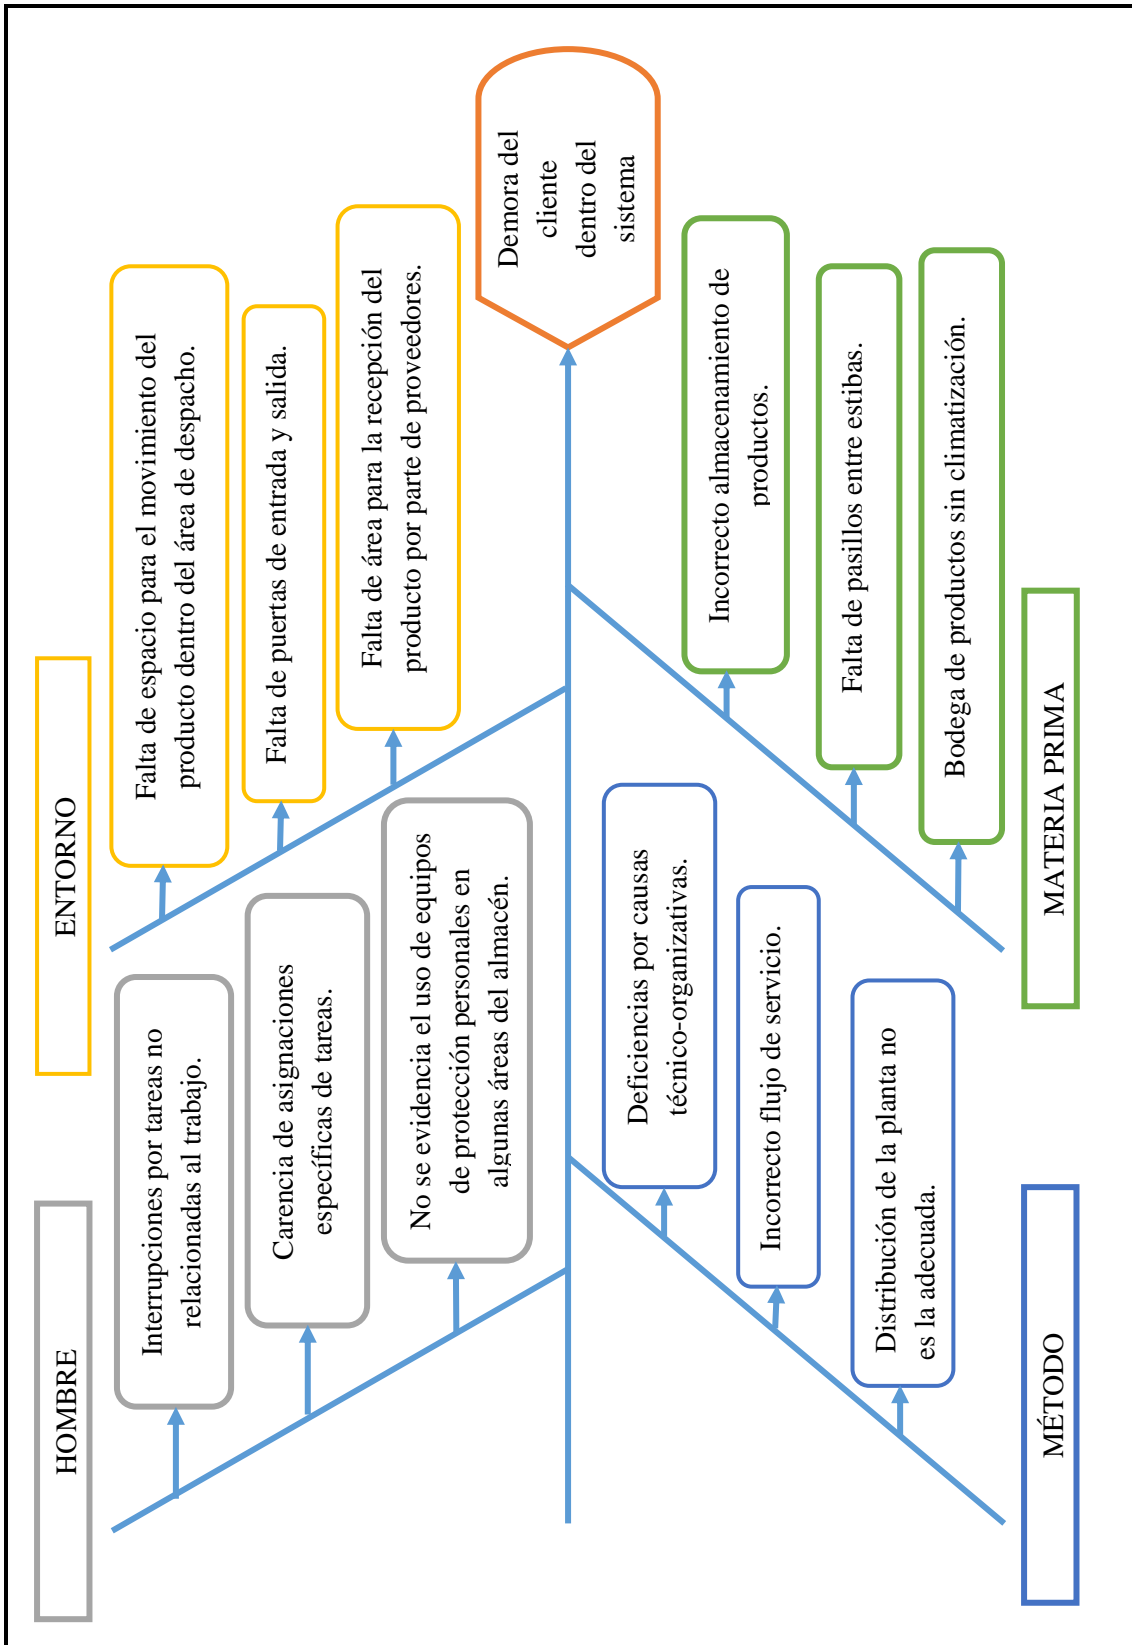 HOMBRE
ENTORNO
Interrupciones por tareas no
relacionadas al trabajo.
Carencia de asignaciones
específicas de tareas.
No se evidencia el uso de equipos
de protección personales en
algunas áreas del almacén.
Falta de espacio para el movimiento del
producto dentro del área de despacho.
Falta de puertas de entrada y salida.
Falta de área para la recepción del
producto por parte de proveedores.
Demora del
cliente
dentro del
sistema
Deficiencias por causas
técnico-organizativas.
Incorrecto flujo de servicio.
Distribución de la planta no
es la adecuada.
Incorrecto almacenamiento de
productos.
Falta de pasillos entre estibas.
Bodega de productos sin climatización.
MÉTODO
MATERIA PRIMA